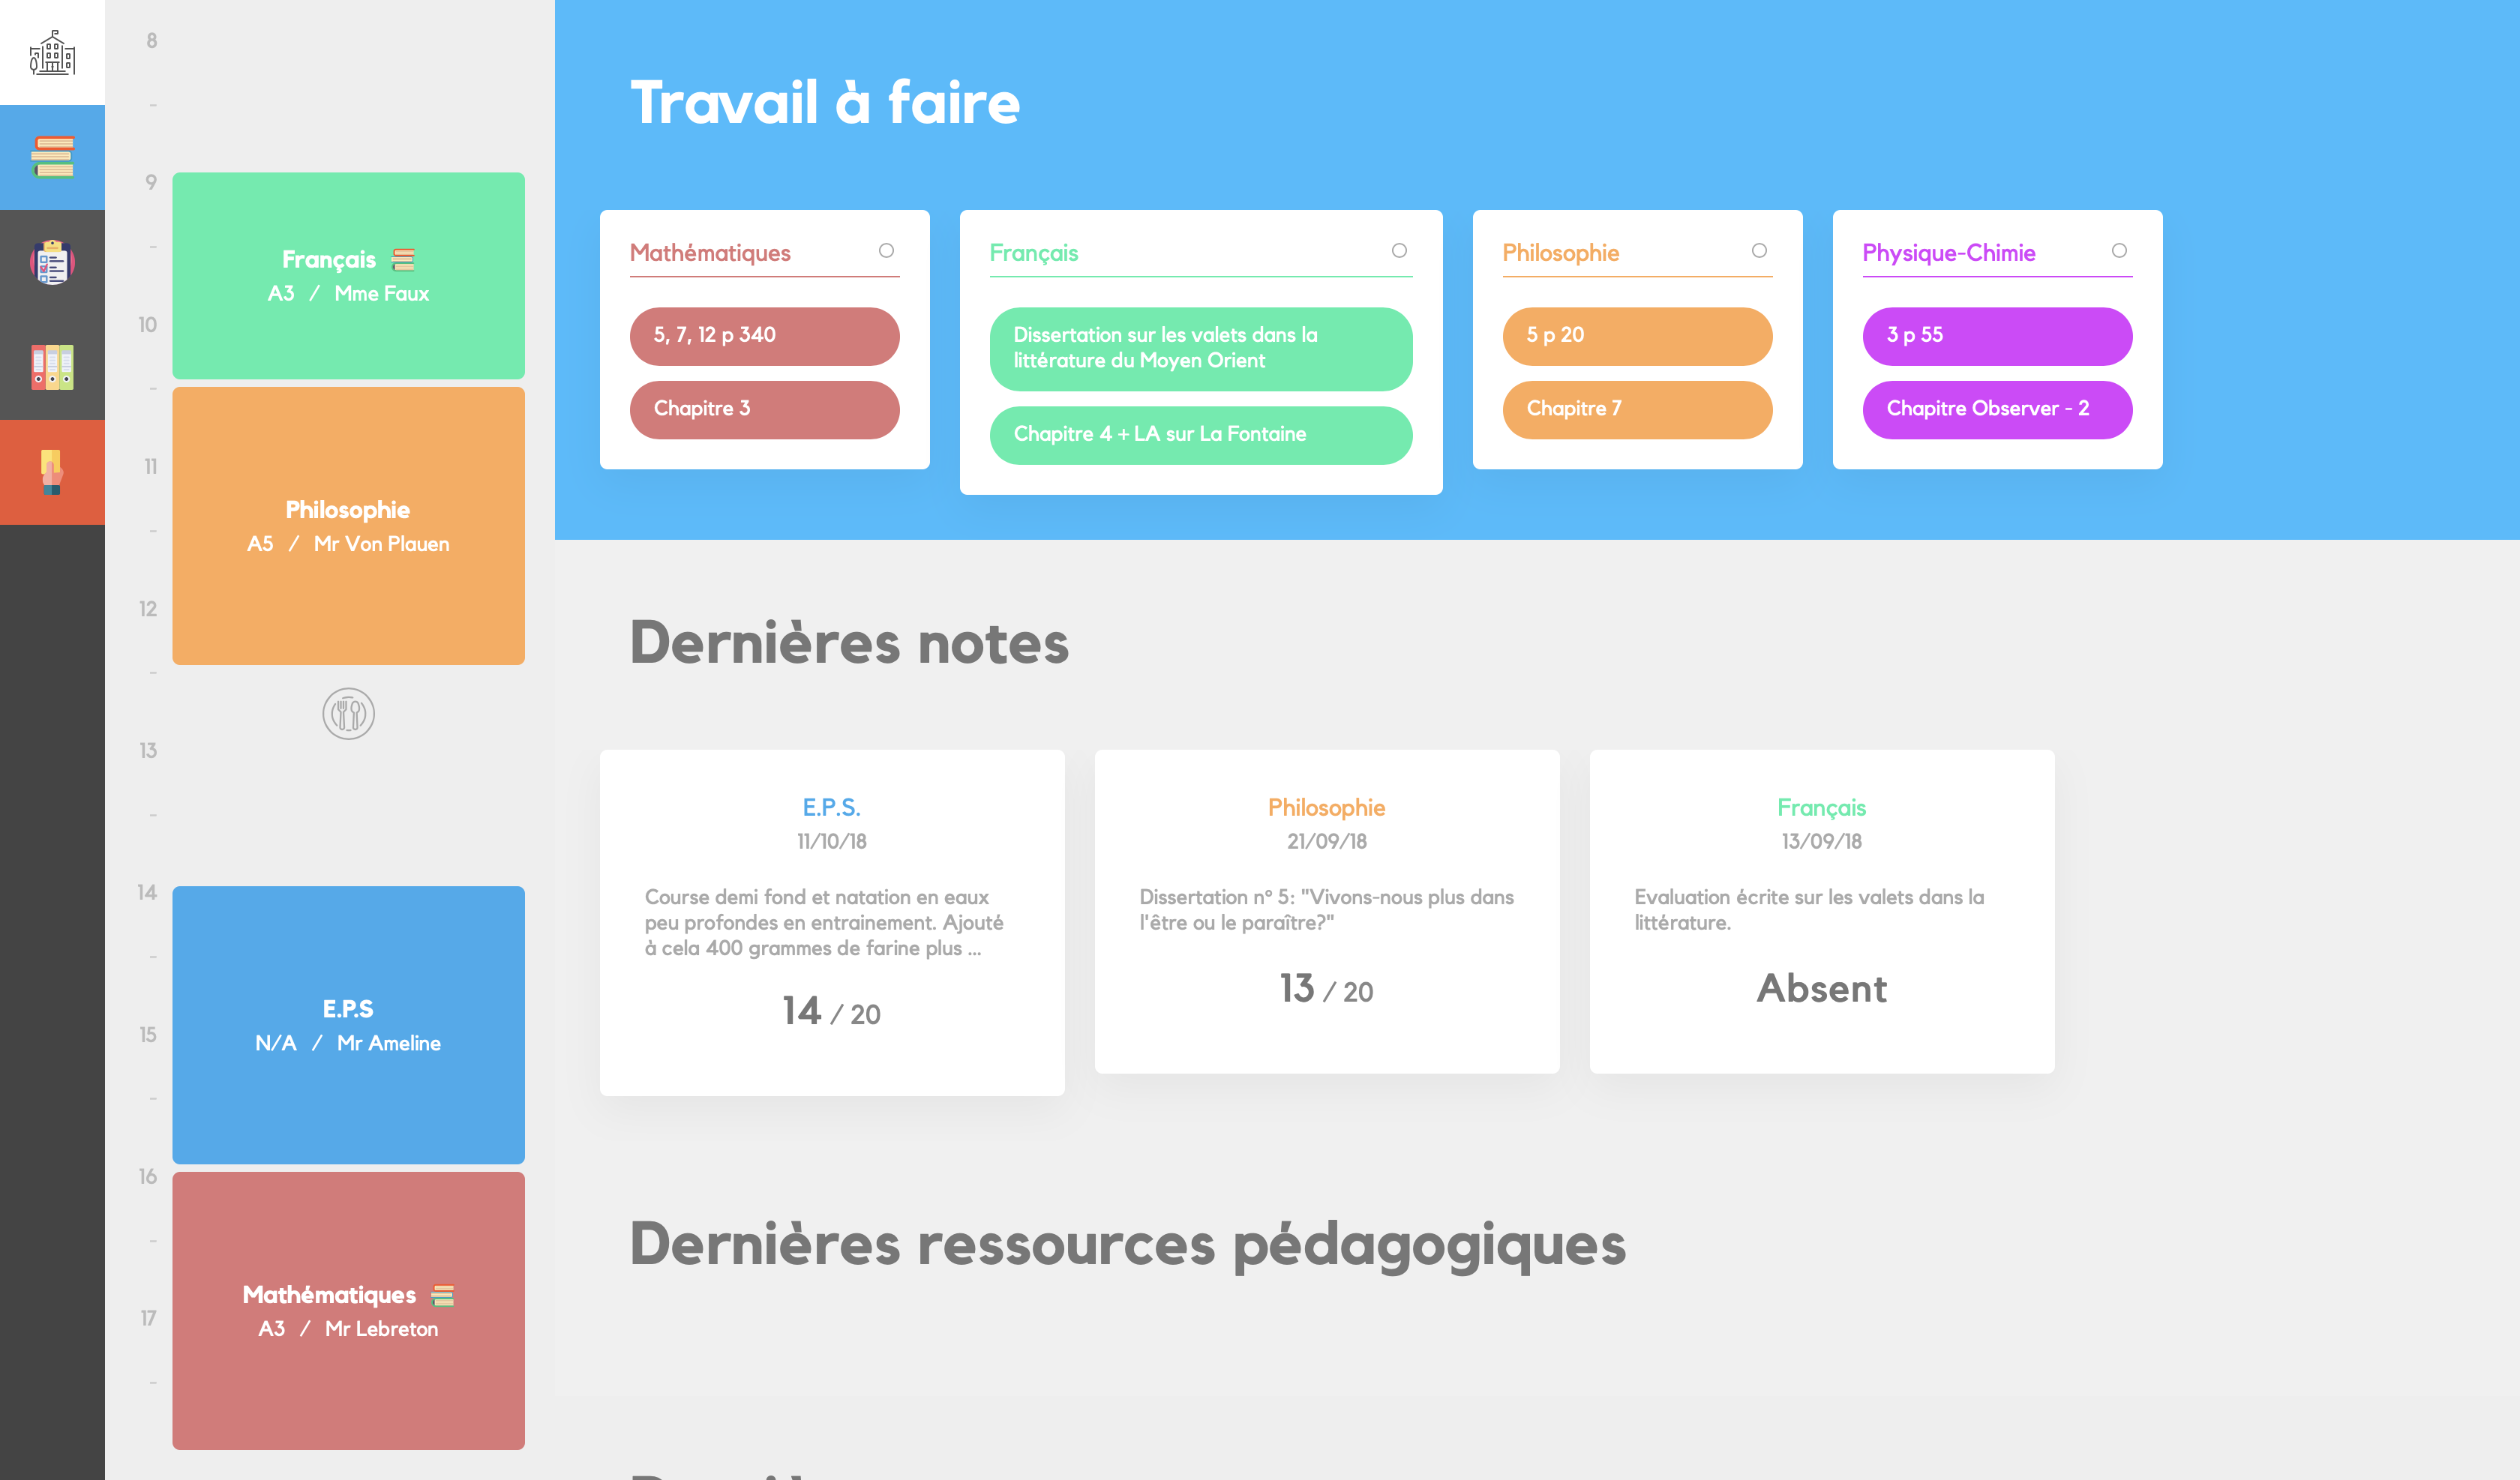 8
-
9
-
10
-
11
-
12
-
13
-
14
-
15
-
16
-
17
-
Français
A3 / Mme Faux
Philosophie
A5 / Mr Von Plauen
E.P.S
N/A / Mr Ameline
Mathématiques
A3 / Mr Lebreton
Travail à faire
Mathématiques
5, 7, 12 p 340
Chapitre 3
Français
Dissertation sur les valets dans la
littérature du Moyen Orient
Chapitre 4 + LA sur La Fontaine
Philosophie
5 p 20
Chapitre 7
Physique-Chimie
3 p 55
Chapitre Observer - 2
Dernières notes
E.P.S.
11/10/18
Course demi fond et natation en eaux
peu profondes en entrainement. Ajouté
à cela 400 grammes de farine plus ...
14 / 20
Philosophie
21/09/18
Dissertation n° 5: "Vivons-nous plus dans
l'être ou le paraître?"
13 / 20
Français
13/09/18
Evaluation écrite sur les valets dans la
littérature.
Absent
Dernières ressources pédagogiques